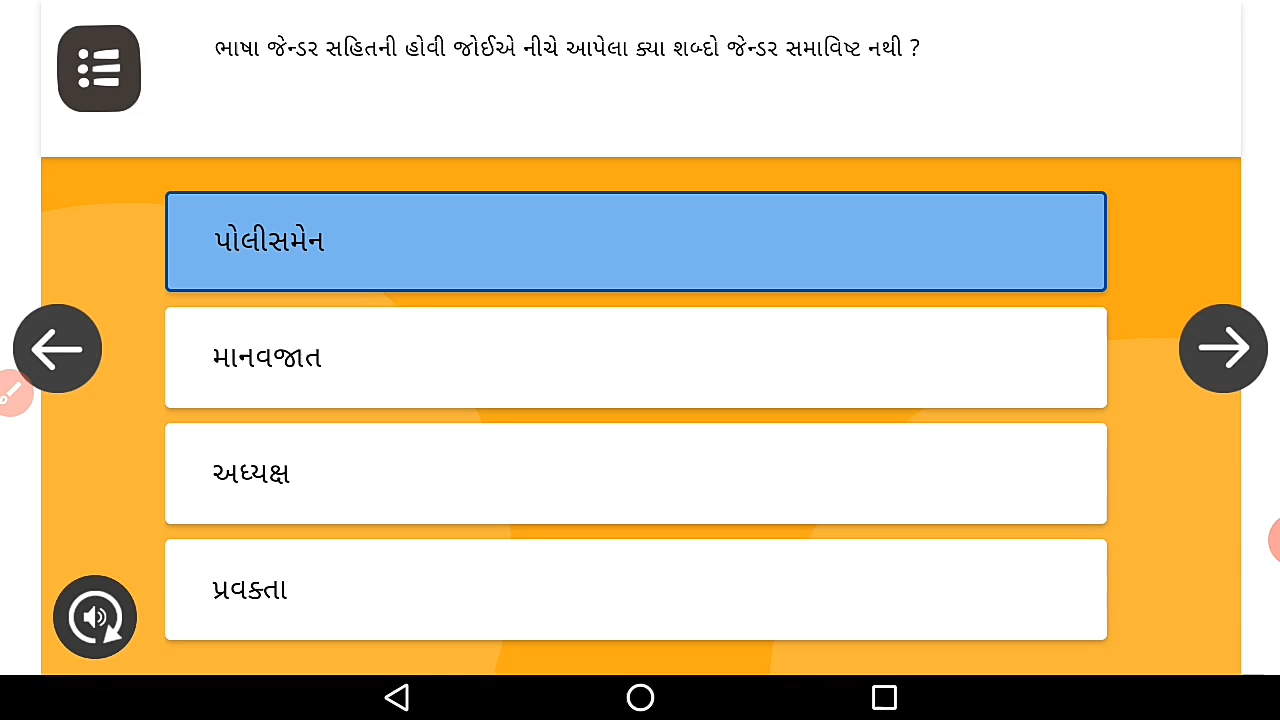 ભાષા જેન્ડર સહિતની હોવી જોઈએ નીચે આપેલા ક્યા શબ્દો જેન્ડર સમાવિષ્ટ નથી ?
પોલીસમેન
માનવજાત
અધ્યક્ષ
પ્રવક્તા